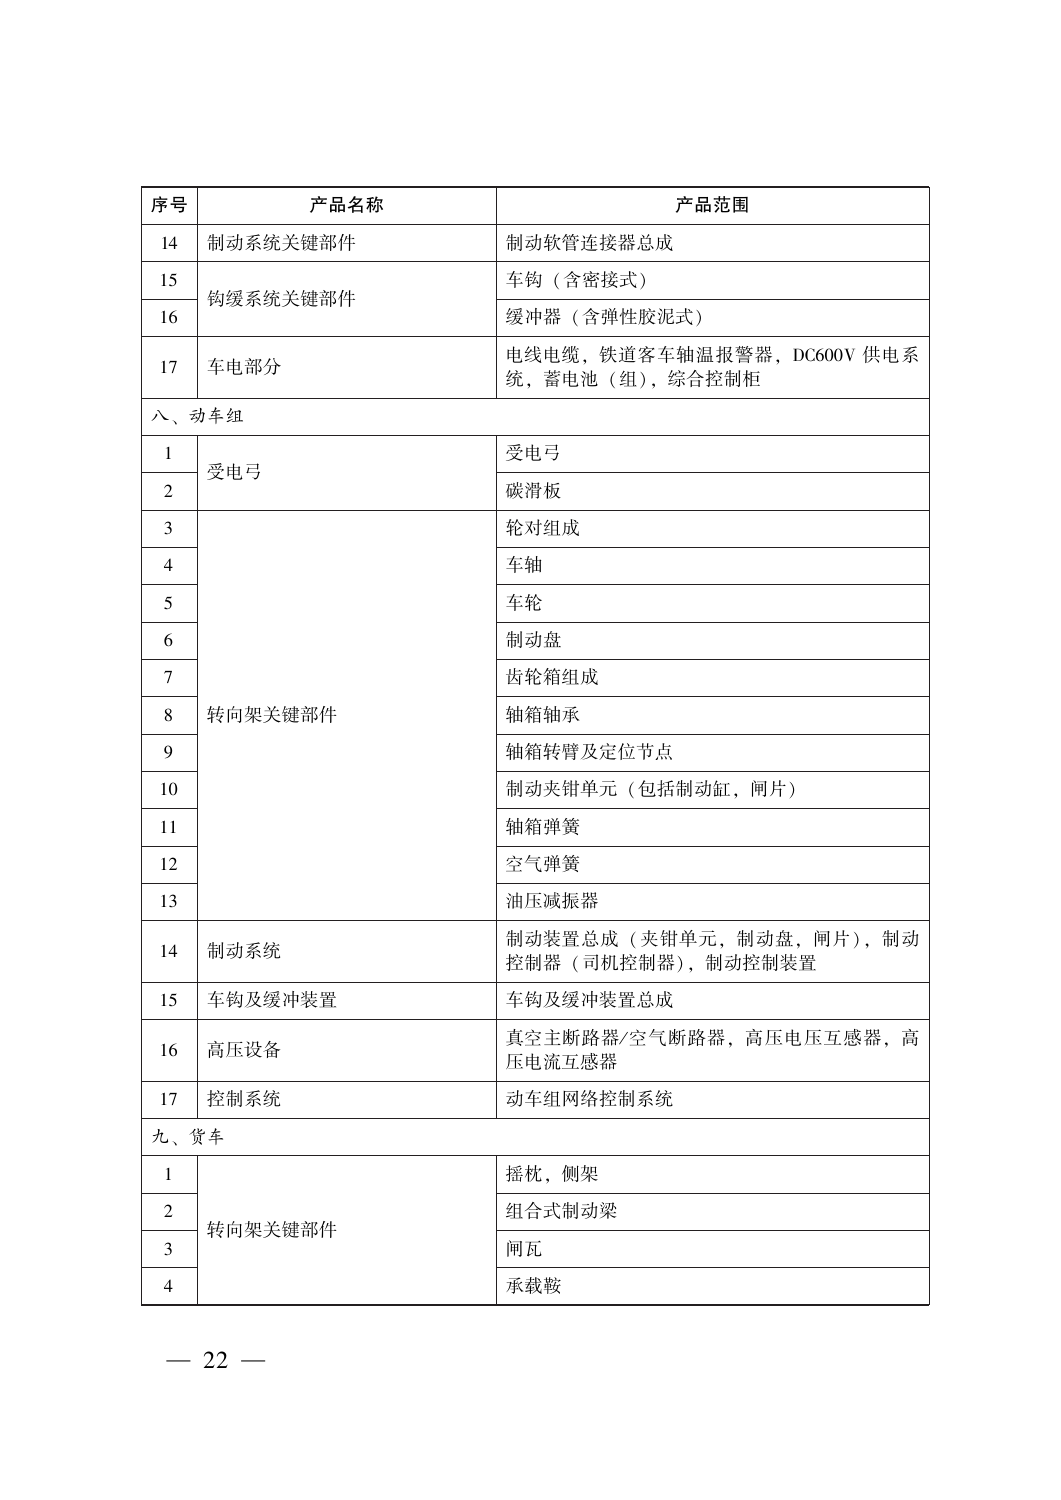 序号 产品名称 产品范围
14 制动系统关键部件 制动软管连接器总成
15 钩缓系统关键部件 车钩（含密接式）
16 缓冲器（含弹性胶泥式）
17 车电部分 电线电缆，铁道客车轴温报警器，DC600V 供电系
统，蓄电池（组），综合控制柜
八、动车组
1 受电弓 受电弓
2 碳滑板
3 轮对组成
4 车轴
5 车轮
6 制动盘
7 齿轮箱组成
8 转向架关键部件 轴箱轴承
9 轴箱转臂及定位节点
10 制动夹钳单元（包括制动缸，闸片）
11 轴箱弹簧
12 空气弹簧
13 油压减振器
14 制动系统 制动装置总成（夹钳单元，制动盘，闸片），制动
控制器（司机控制器），制动控制装置
15 车钩及缓冲装置 车钩及缓冲装置总成
16 高压设备 真空主断路器/空气断路器，高压电压互感器，高
压电流互感器
17 控制系统 动车组网络控制系统
九、货车
1 转向架关键部件 摇枕，侧架
2 组合式制动梁
3 闸瓦
4 承载鞍
— 22 —